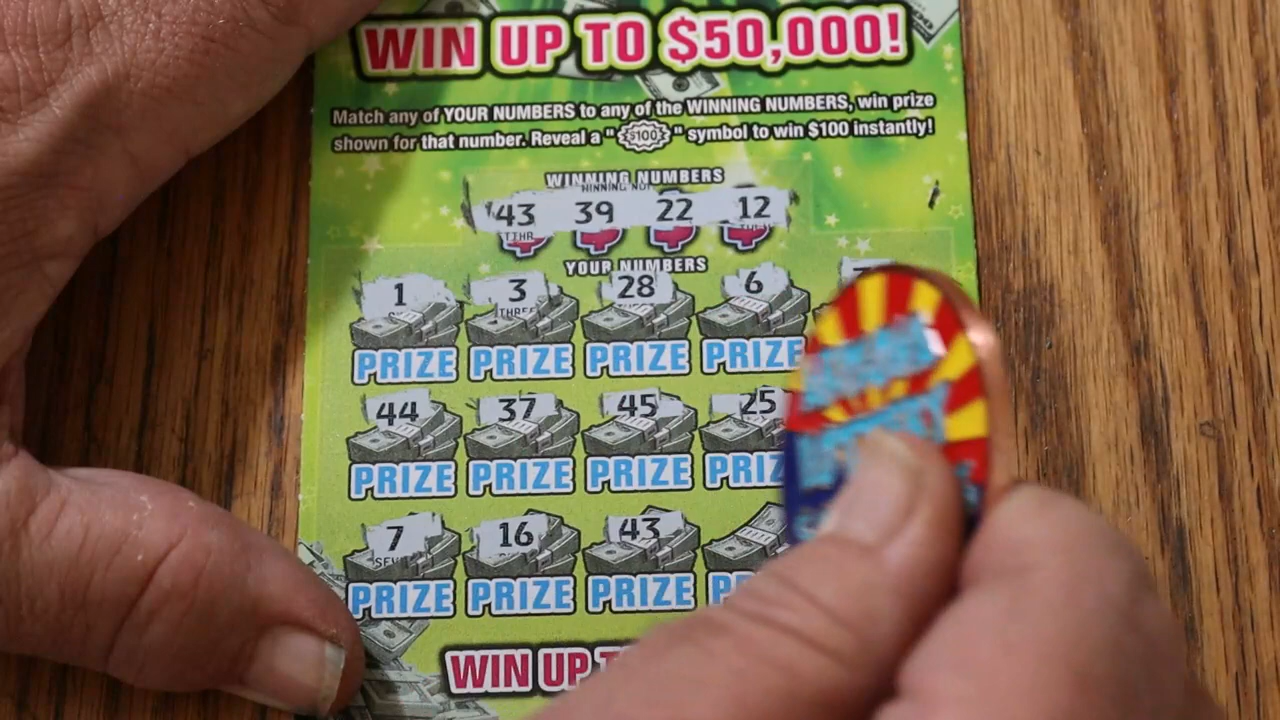 WIN UP TO $50,000!
Match any of YOUR NUMBERS to any of the WINNING NUMBERS, win prize
shown for that number. Reveal a "$100" symbol to win $100 instantly!
WINNING NUMBERS
43 39 22 12
YOUR NUMBERS
1 3 28 6
THREE
PRIZE PRIZE PRIZE PRIZE
44 37 45 25
PRIZE PRIZE PRIZE PRIZ
7 16 43
PRIZE PRIZE PRIZE P
WIN UP